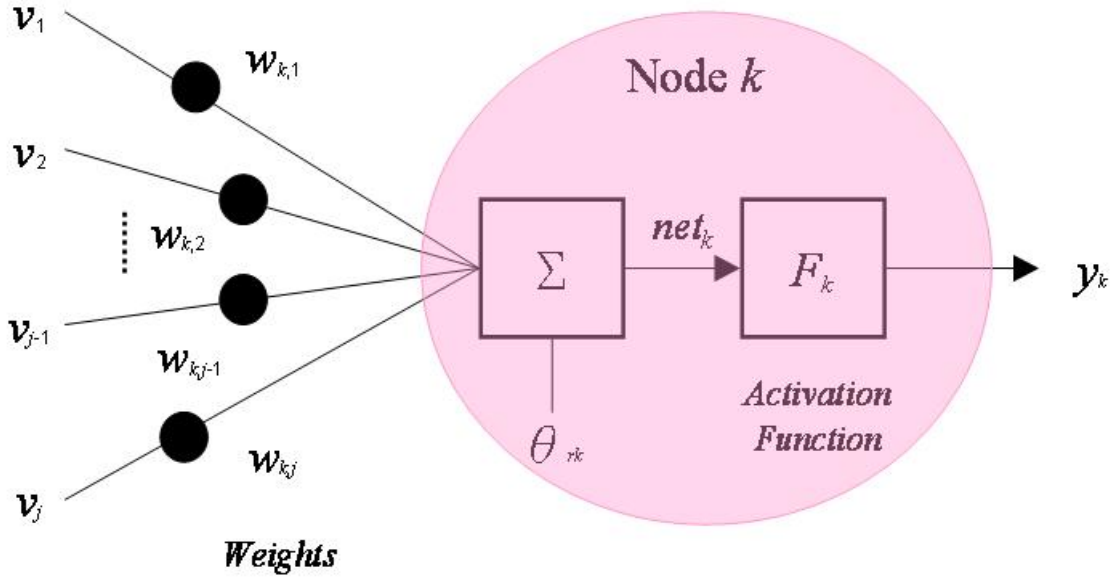 v1
wk,1
Node k
v2
wk,2
Σ
netk
Fk
yk
vj-1
wk,j-1
Activation
Function
θrk
wk,j
vj
Weights